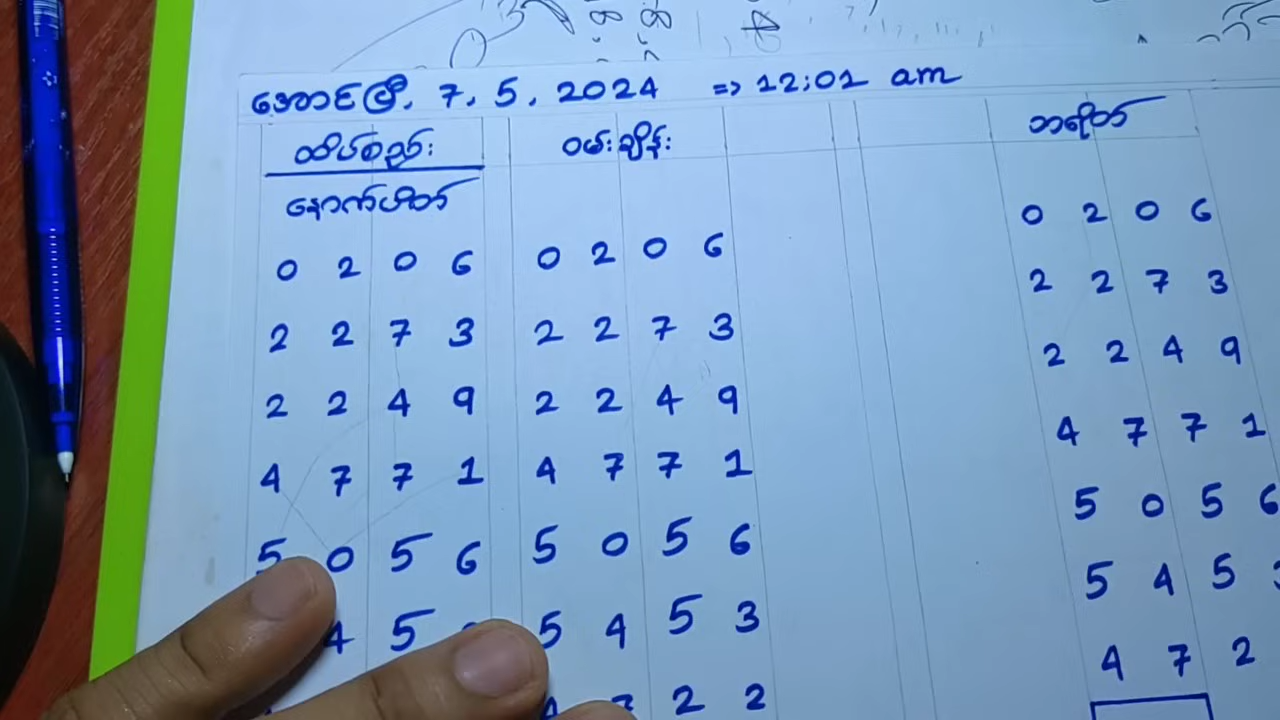 အောင်မြီ. 7. 5. 2024 => 12:01 am
ထိပ်စည်း ဝမ်းချိန်း ဘရိတ်
နောက်ပိတ်
0 2 0 6 0 2 0 6 0 2 0 6
2 2 7 3 2 2 7 3 2 2 7 3
2 2 4 9 2 2 4 9 2 2 4 9
4 7 7 1 4 7 7 1 4 7 7 1
5 0 5 6 5 0 5 6 5 0 5 6
4 5 5 4 5 3 5 4 5
2 2 4 7 2